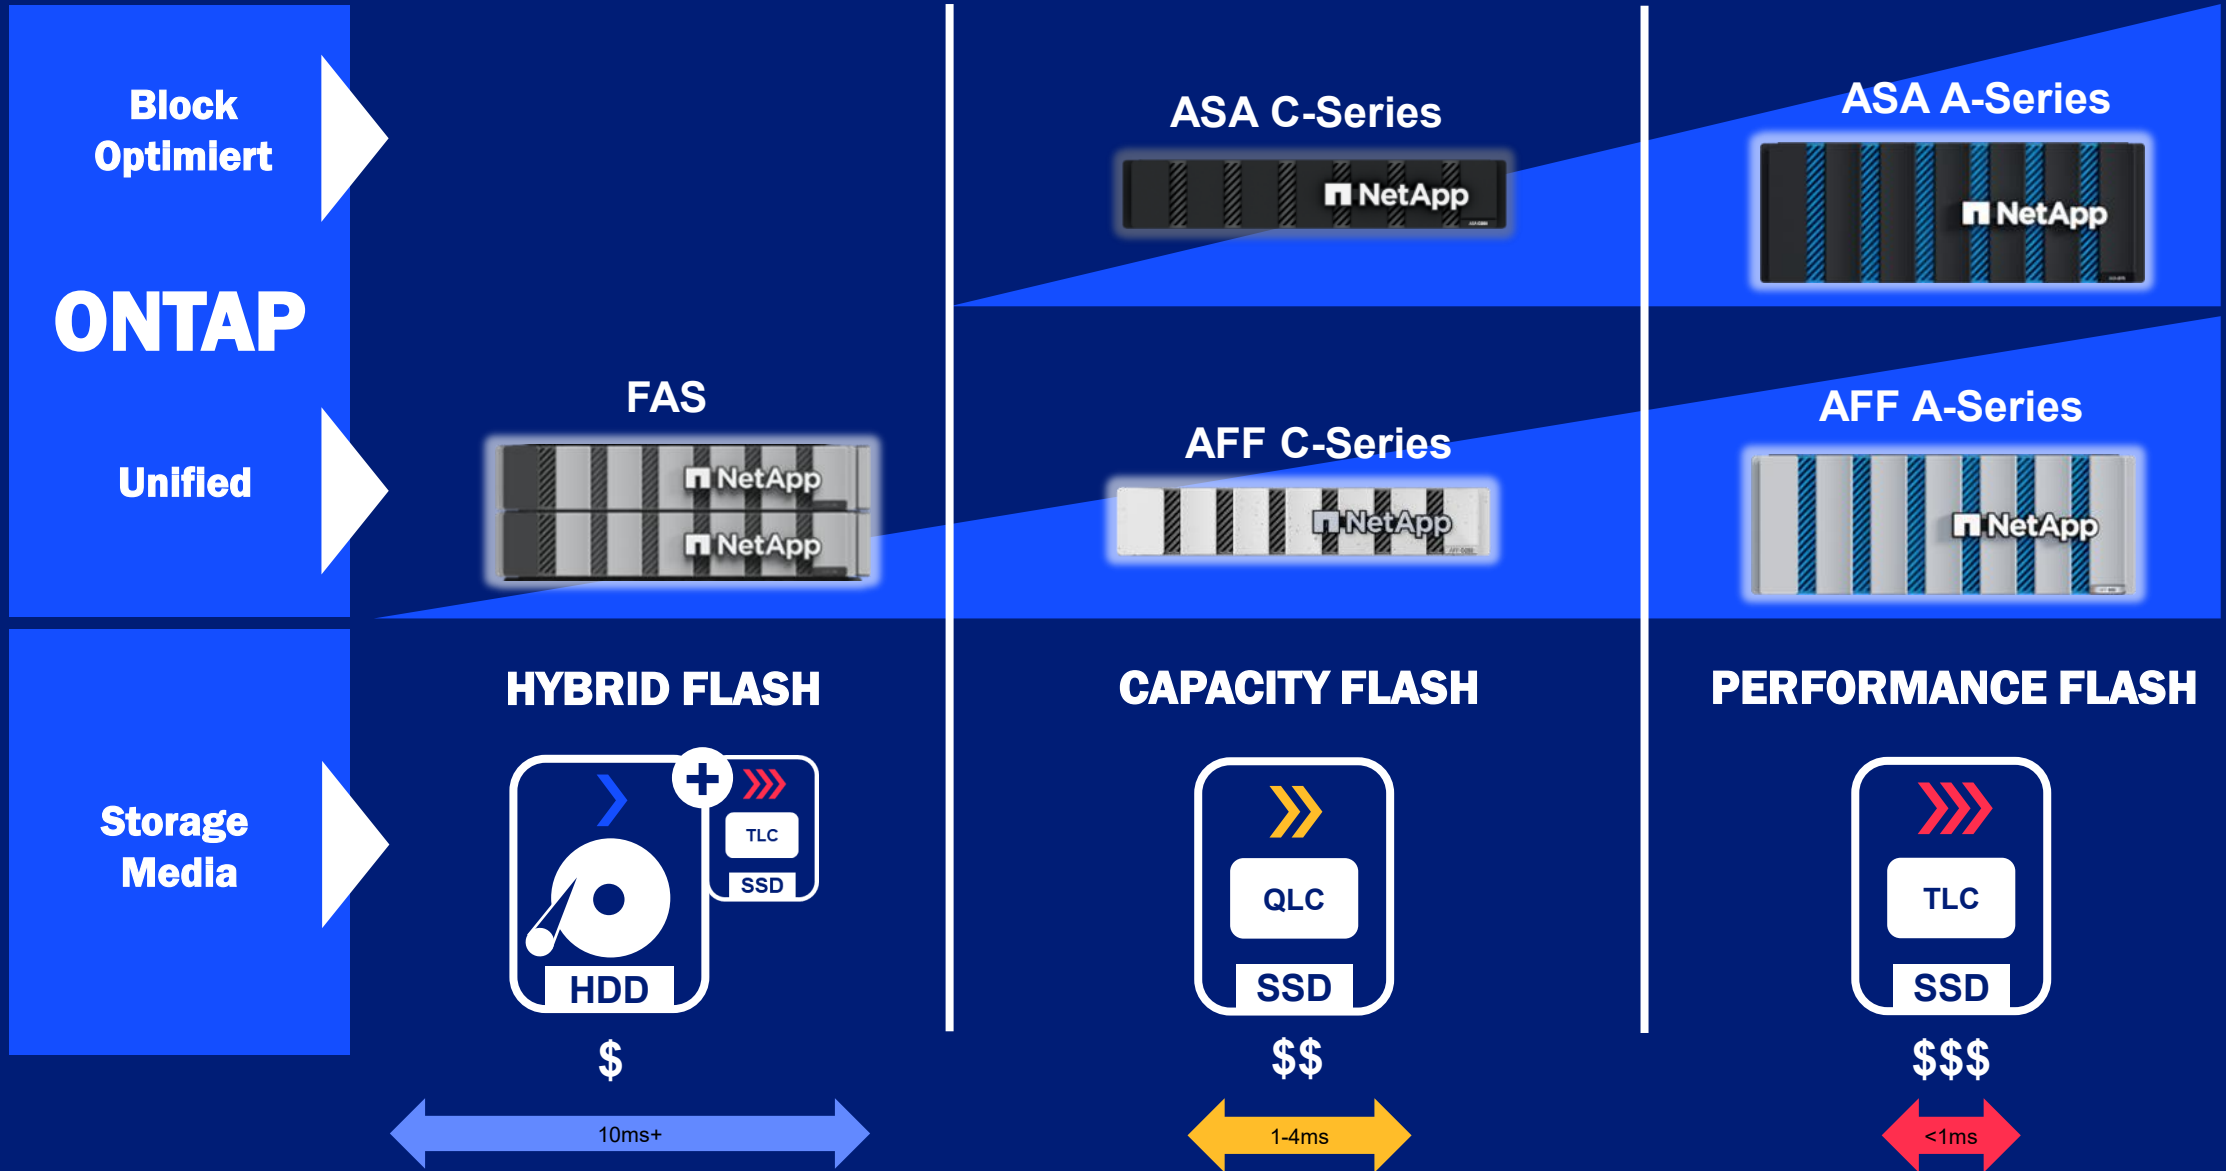 Block
Optimiert
ONTAP
Unified
Storage
Media
ASA C-Series
NetApp
ASA A-Series
NetApp
FAS
NetApp
NetApp
AFF C-Series
NetApp
AFF A-Series
NetApp
HYBRID FLASH
CAPACITY FLASH
PERFORMANCE FLASH
+
TLC
SSD
HDD
QLC
SSD
TLC
SSD
$
$$
$$$
10ms+
1-4ms
<1ms